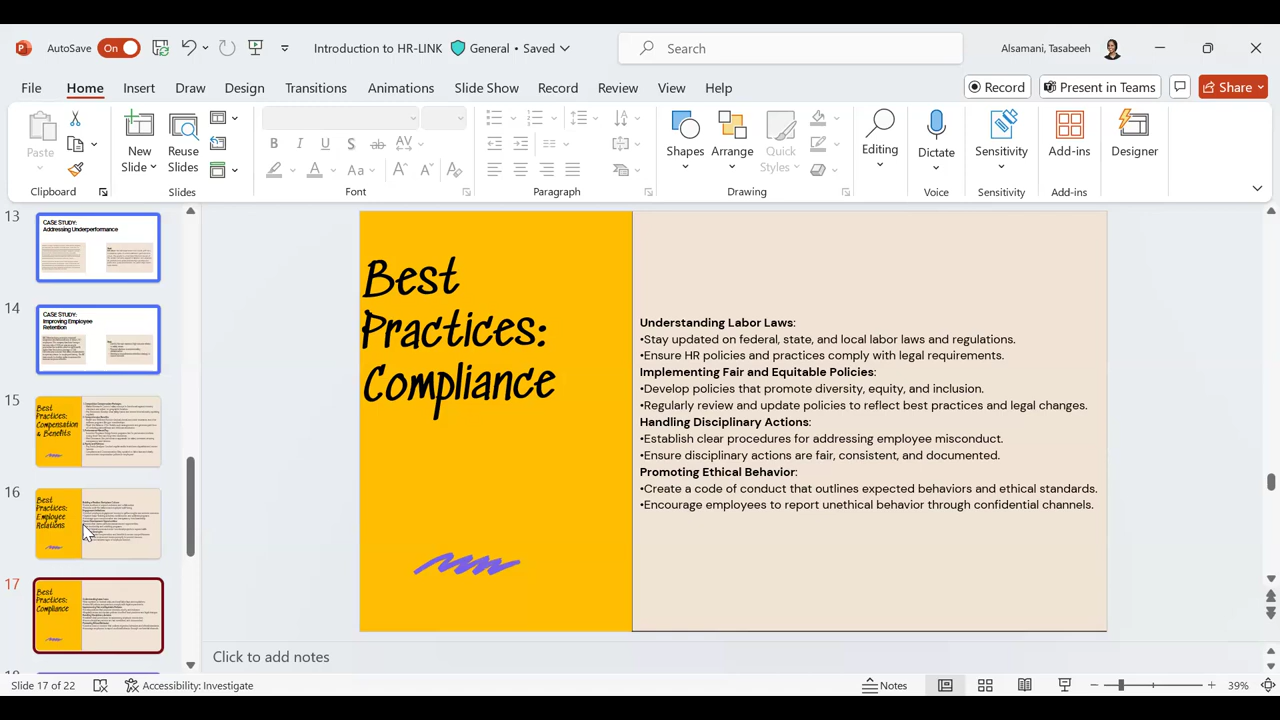 AutoSave On Introduction to HR-LINK General • Saved Search Alsamani, Tasabeeh
File Home Insert Draw Design Transitions Animations Slide Show Record Review View Help Record Present in Teams Share
Paste New Slide Reuse Slides B I U S ab AV Aa A A A Shapes Arrange Quick Styles Editing Dictate Sensitivity Add-ins Designer
Clipboard Slides Font Paragraph Drawing Voice Sensitivity Add-ins
13
CASE STUDY:
Addressing Underperformance
14
CASE STUDY:
Improving Employee
Retention
15
Best
Practices:
Compensation
& Benefits
16
Best
Practices:
Employee
Relations
17
Best
Practices:
Compliance
Best
Practices:
Compliance
Understanding Labor Laws:
•Stay updated on federal, state, and local labor laws and regulations.
•Ensure HR policies and practices comply with legal requirements.
Implementing Fair and Equitable Policies:
•Develop policies that promote diversity, equity, and inclusion.
•Regularly review and update policies to reflect best practices and legal changes.
Handling Disciplinary Actions:
•Establish clear procedures for addressing employee misconduct.
•Ensure disciplinary actions are fair, consistent, and documented.
Promoting Ethical Behavior:
•Create a code of conduct that outlines expected behaviors and ethical standards.
•Encourage employees to report unethical behavior through confidential channels.
Click to add notes
Slide 17 of 22 Accessibility: Investigate Notes 39%